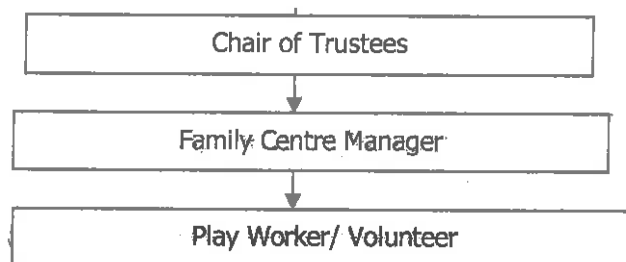 Chair of Trustees
Family Centre Manager
Play Worker/ Volunteer